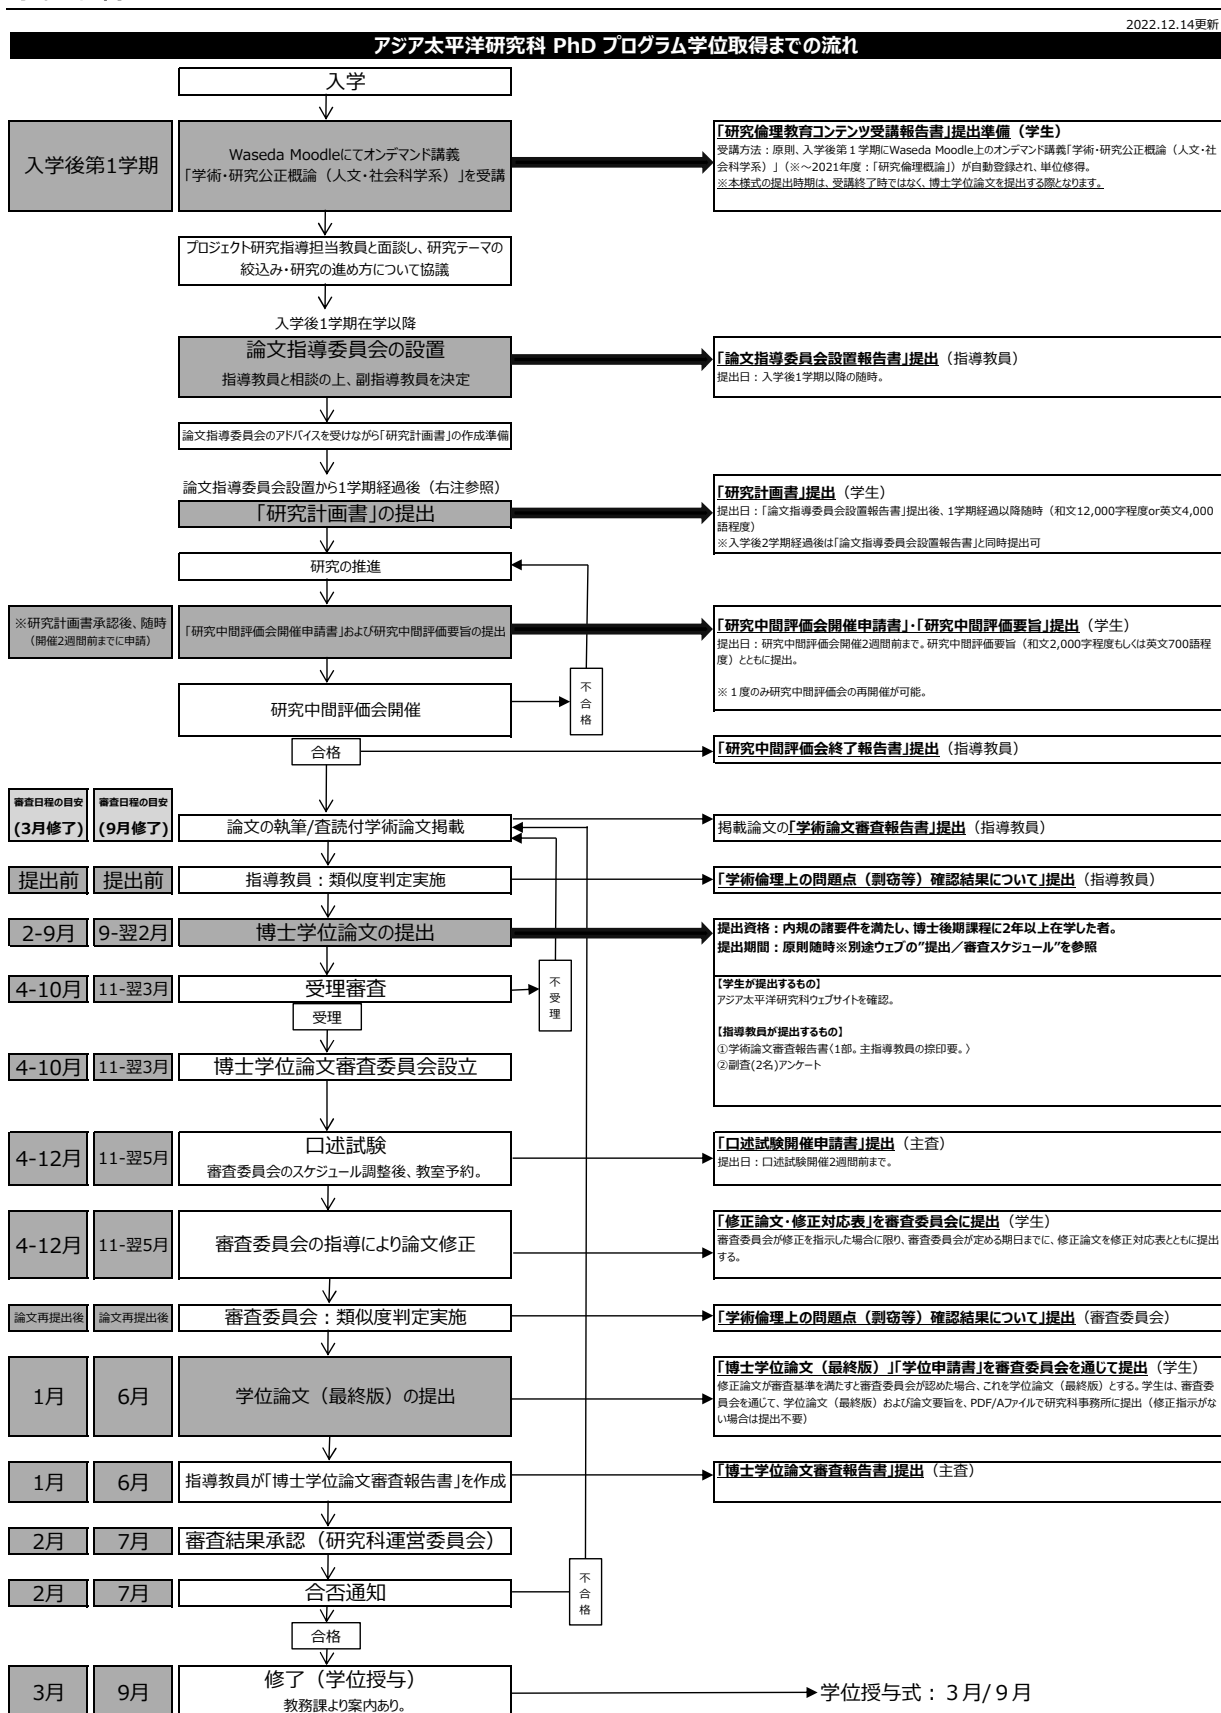 2022.12.14更新
アジア太平洋研究科 PhD プログラム学位取得までの流れ
入学
入学後第1学期
Waseda Moodleにてオンデマンド講義
「学術・研究公正概論（人文・社会科学系）」を受講
「研究倫理教育コンテンツ受講報告書」提出準備（学生）
受講方法：原則、入学後第１学期にWaseda Moodle上のオンデマンド講義「学術・研究公正概論（人文・社
会科学系）」（※～2021年度：「研究倫理概論」）が自動登録され、単位修得。
※本様式の提出時期は、受講終了時ではなく、博士学位論文を提出する際となります。
プロジェクト研究指導担当教員と面談し、研究テーマの
絞込み・研究の進め方について協議
入学後1学期在学以降
論文指導委員会の設置
指導教員と相談の上、副指導教員を決定
「論文指導委員会設置報告書」提出（指導教員）
提出日：入学後1学期以降の随時。
論文指導委員会のアドバイスを受けながら「研究計画書」の作成準備
論文指導委員会設置から1学期経過後（右注参照）
「研究計画書」の提出
「研究計画書」提出（学生）
提出日：「論文指導委員会設置報告書」提出後、1学期経過以降随時（和文12,000字程度or英文4,000
語程度）
※入学後2学期経過後は「論文指導委員会設置報告書」と同時提出可
研究の推進
※研究計画書承認後、随時
（開催2週間前までに申請）
「研究中間評価会開催申請書」および研究中間評価要旨の提出
「研究中間評価会開催申請書」・「研究中間評価要旨」提出（学生）
提出日：研究中間評価会開催2週間前まで。研究中間評価要旨（和文2,000字程度もしくは英文700語程
度）とともに提出。
※１度のみ研究中間評価会の再開催が可能。
研究中間評価会開催
不
合
格
合格
「研究中間評価会終了報告書」提出（指導教員）
審査日程の目安
(3月修了)
審査日程の目安
(9月修了)
論文の執筆/査読付学術論文掲載
掲載論文の「学術論文審査報告書」提出（指導教員）
提出前
提出前
指導教員：類似度判定実施
「学術倫理上の問題点（剽窃等）確認結果について」提出（指導教員）
2-9月
9-翌2月
博士学位論文の提出
提出資格：内規の諸要件を満たし、博士後期課程に2年以上在学した者。
提出期間：原則随時※別途ウェブの”提出／審査スケジュール”を参照
4-10月
11-翌3月
受理審査
不
受
理
【学生が提出するもの】
アジア太平洋研究科ウェブサイトを確認。
受理
【指導教員が提出するもの】
①学術論文審査報告書〈1部。主指導教員の捺印要。〉
②副査(2名)アンケート
4-10月
11-翌3月
博士学位論文審査委員会設立
4-12月
11-翌5月
口述試験
審査委員会のスケジュール調整後、教室予約。
「口述試験開催申請書」提出（主査）
提出日：口述試験開催2週間前まで。
4-12月
11-翌5月
審査委員会の指導により論文修正
「修正論文・修正対応表」を審査委員会に提出（学生）
審査委員会が修正を指示した場合に限り、審査委員会が定める期日までに、修正論文を修正対応表とともに提出
する。
論文再提出後
論文再提出後
審査委員会：類似度判定実施
「学術倫理上の問題点（剽窃等）確認結果について」提出（審査委員会）
1月
6月
学位論文（最終版）の提出
「博士学位論文（最終版）」「学位申請書」を審査委員会を通じて提出（学生）
修正論文が審査基準を満たすと審査委員会が認めた場合、これを学位論文（最終版）とする。学生は、審査委
員会を通じて、学位論文（最終版）および論文要旨を、PDF/Aファイルで研究科事務所に提出（修正指示がな
い場合は提出不要）
1月
6月
指導教員が「博士学位論文審査報告書」を作成
「博士学位論文審査報告書」提出（主査）
2月
7月
審査結果承認（研究科運営委員会）
2月
7月
合否通知
不
合
格
合格
3月
9月
修了（学位授与）
教務課より案内あり。
学位授与式：３月/９月